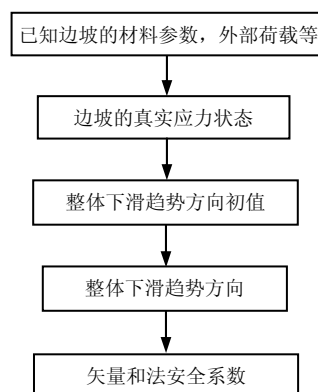 已知边坡的材料参数，外部荷载等
边坡的真实应力状态
整体下滑趋势方向初值
整体下滑趋势方向
矢量和法安全系数